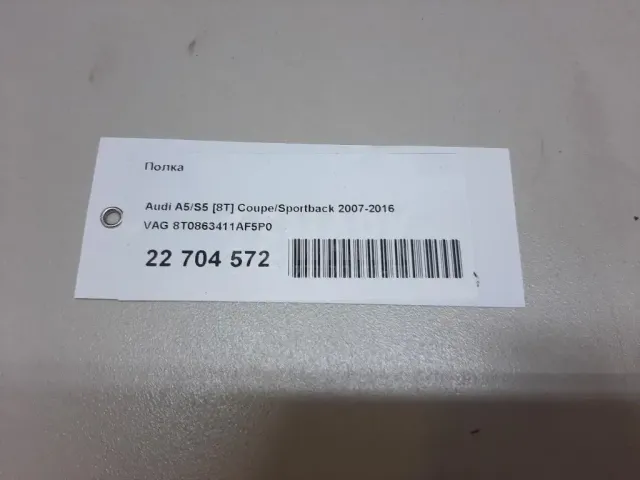 Полка
Audi A5/S5 [8T] Coupe/Sportback 2007-2016
VAG 8T0863411AF5P0
22 704 572